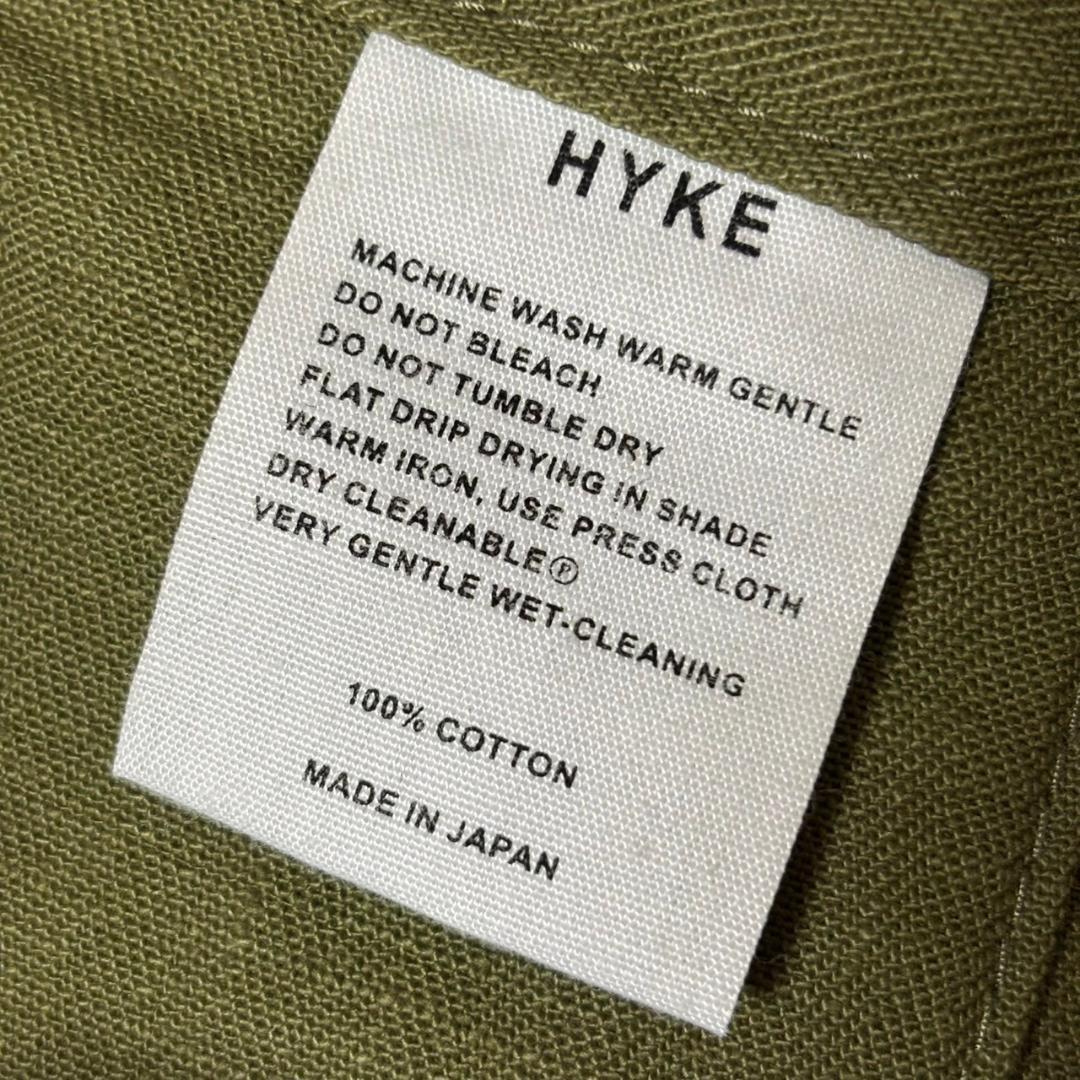 HYKE
MACHINE WASH WARM GENTLE
DO NOT BLEACH
DO NOT TUMBLE DRY
FLAT DRIP DRYING IN SHADE
WARM IRON, USE PRESS CLOTH
DRY CLEANABLEⓅ
VERY GENTLE WET-CLEANING
100% COTTON
MADE IN JAPAN